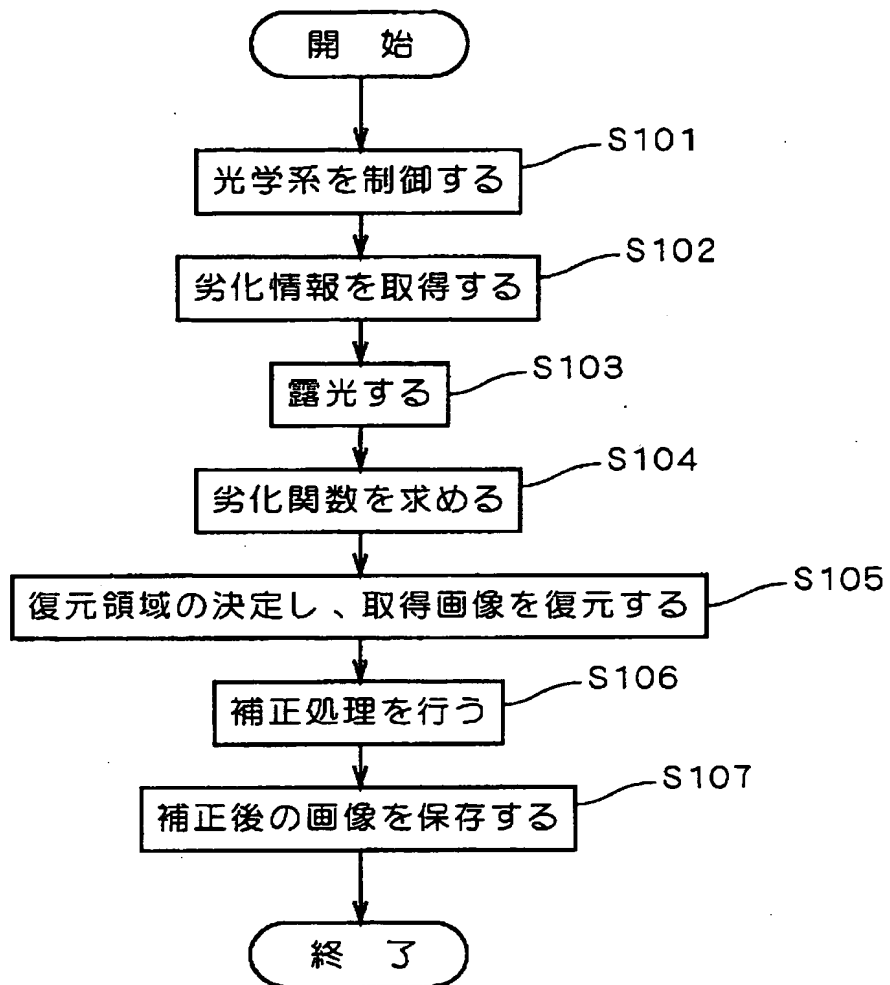 開 始
S101
光学系を制御する
S102
劣化情報を取得する
S103
露光する
S104
劣化関数を求める
S105
復元領域の決定し、取得画像を復元する
S106
補正処理を行う
S107
補正後の画像を保存する
終 了